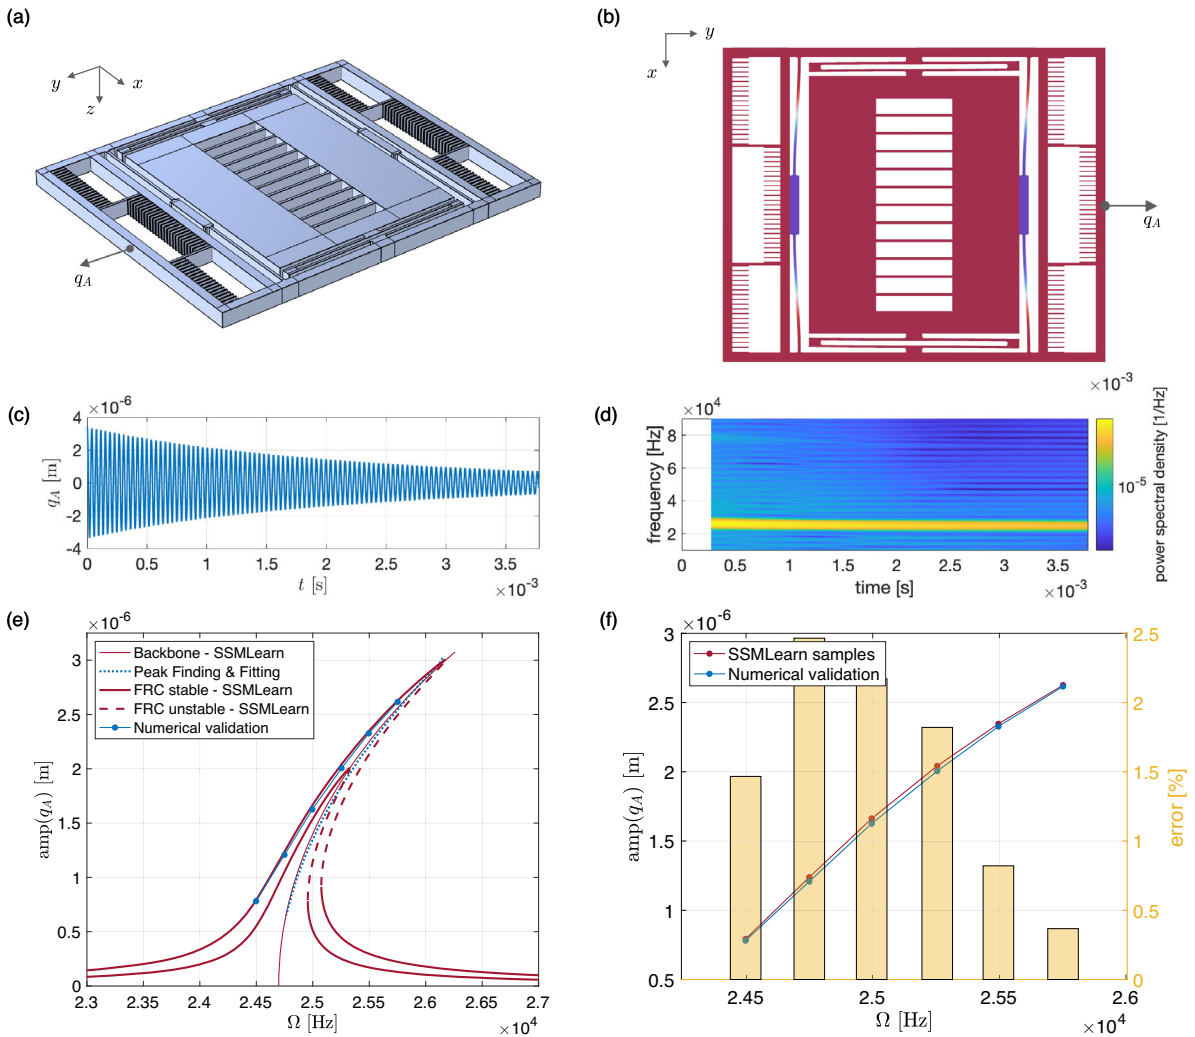 (a)
y
x
z
q_A
(b)
y
x
q_A
(c)
×10⁻⁶
4
2
0
-2
-4
q_A [m]
0
0.5
1
1.5
2
2.5
3
3.5
t [s]
×10⁻³
(d)
×10⁴
8
6
4
2
frequency [Hz]
0
0.5
1
1.5
2
2.5
3
3.5
time [s]
×10⁻³
×10⁻³
10⁻⁵
power spectral density [1/Hz]
(e)
×10⁻⁶
Backbone - SSMLearn
Peak Finding & Fitting
FRC stable - SSMLearn
FRC unstable - SSMLearn
Numerical validation
3
2.5
2
1.5
1
0.5
0
amp(q_A) [m]
2.3
2.35
2.4
2.45
2.5
2.55
2.6
2.65
2.7
Ω [Hz]
×10⁴
(f)
×10⁻⁶
SSMLearn samples
Numerical validation
3
2.5
2
1.5
1
0.5
amp(q_A) [m]
2.5
2
1.5
1
0.5
0
error [%]
2.45
2.5
2.55
2.6
Ω [Hz]
×10⁴